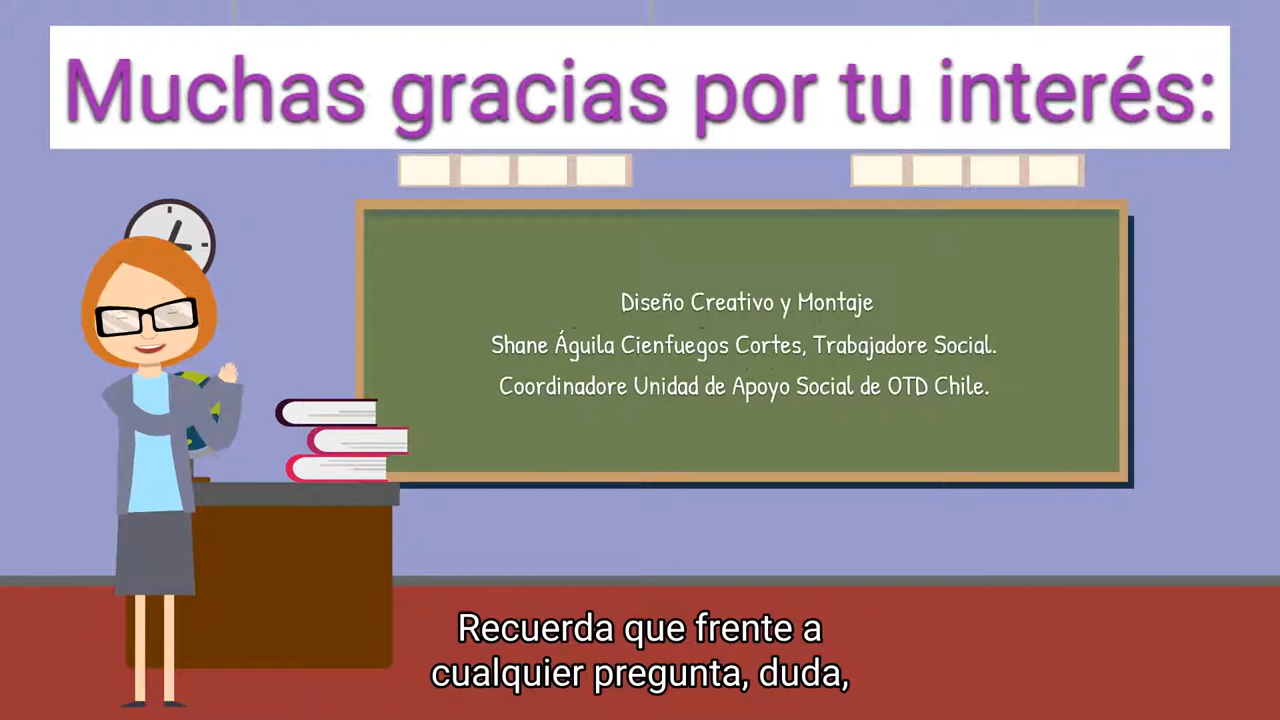 Muchas gracias por tu interés:
Diseño Creativo y Montaje
Shane Águila Cienfuegos Cortes, Trabajadore Social.
Coordinadore Unidad de Apoyo Social de OTD Chile.
Recuerda que frente a
cualquier pregunta, duda,